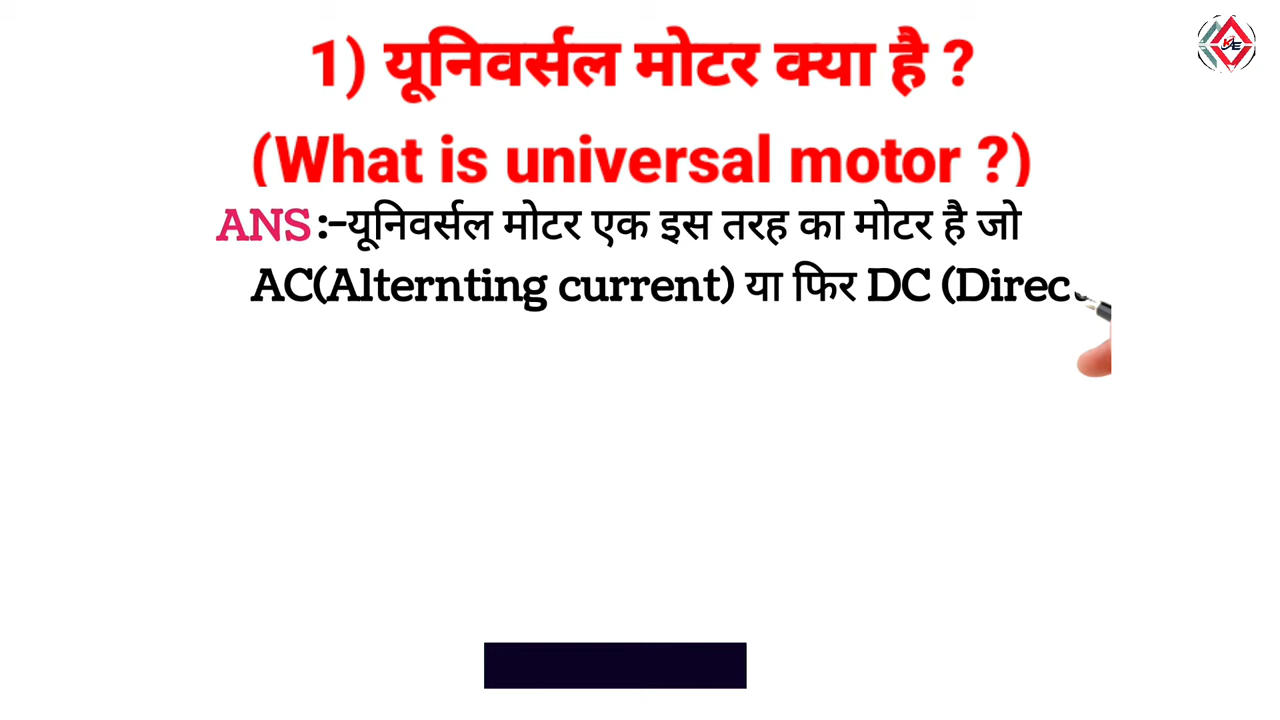 1) यूनिवर्सल मोटर क्या है ?
(What is universal motor ?)
ANS :-यूनिवर्सल मोटर एक इस तरह का मोटर है जो
AC(Alternting current) या फिर DC (Direc